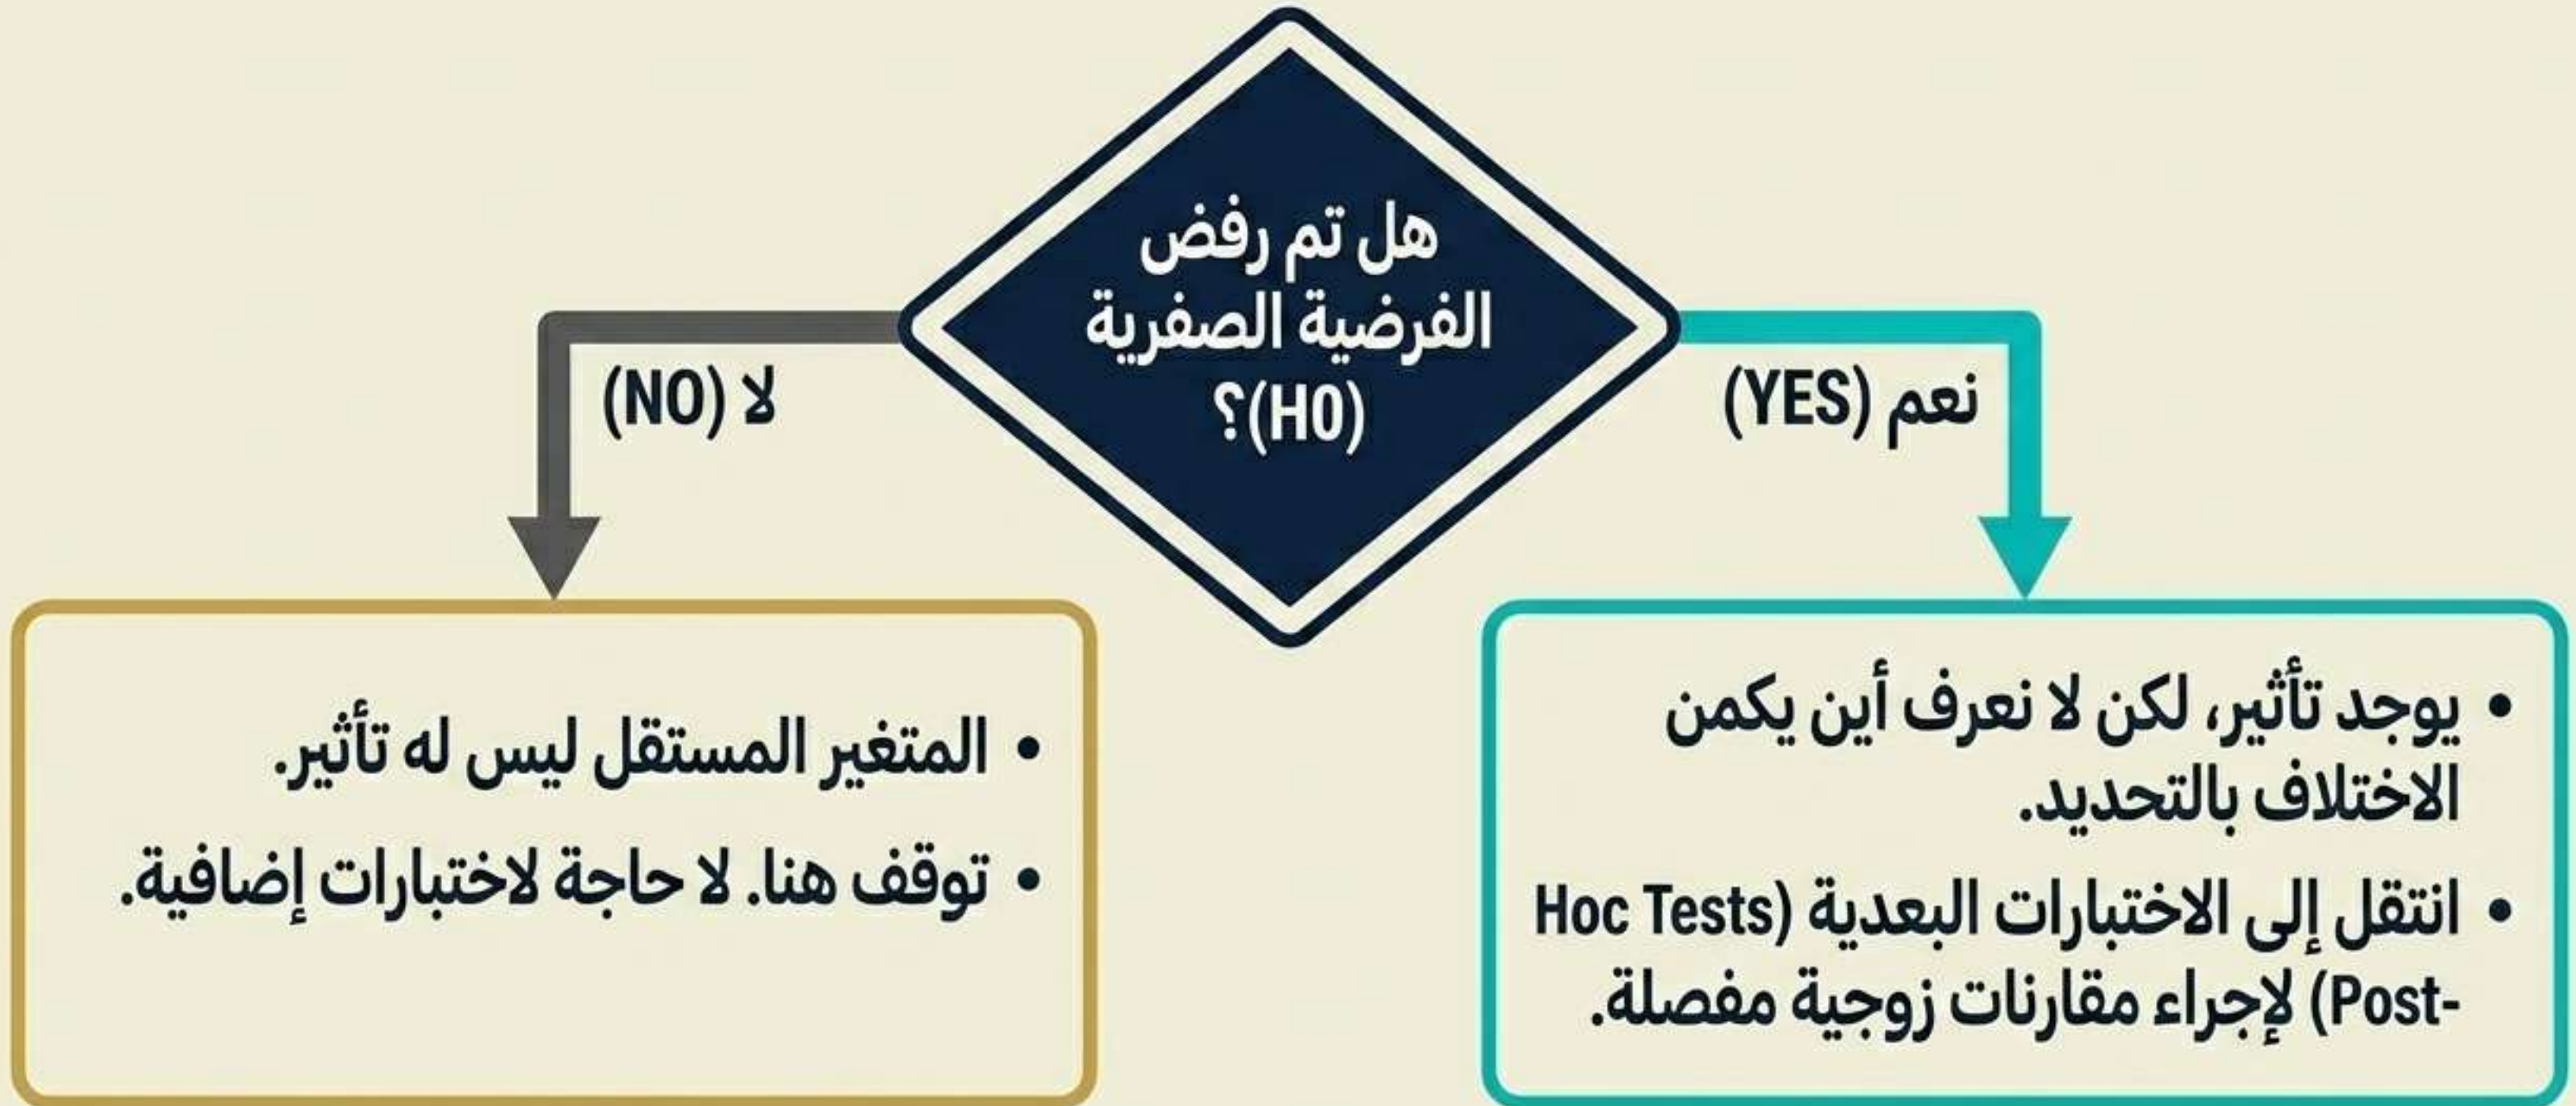 هل تم رفض
الفرضية الصفرية
(H0)؟
نعم (YES)
لا (NO)
• يوجد تأثير، لكن لا نعرف أين يكمن
الاختلاف بالتحديد.
• انتقل إلى الاختبارات البعدية (Hoc Tests
Post-) لإجراء مقارنات زوجية مفصلة.
• المتغير المستقل ليس له تأثير.
• توقف هنا. لا حاجة لاختبارات إضافية.